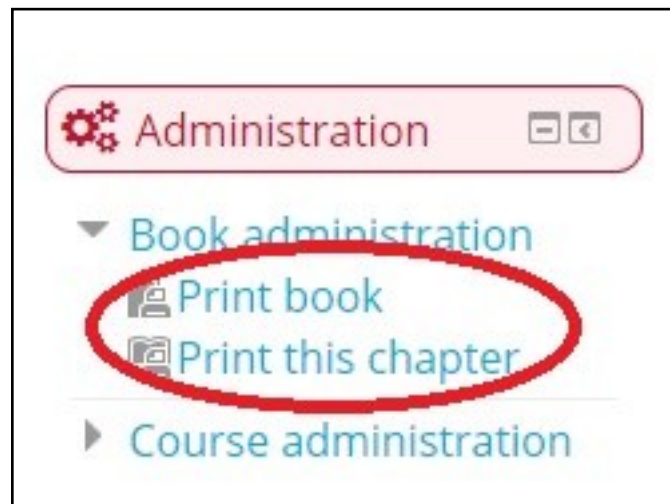 Administration
Book administration
Print book
Print this chapter
Course administration